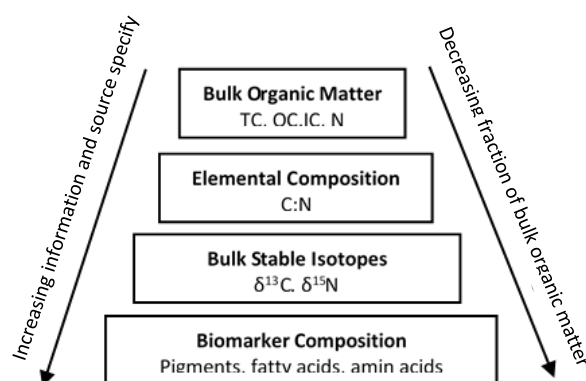 Increasing information and source specify
Decreasing fraction of bulk organic matter
Bulk Organic Matter
TC, OC,IC, N
Elemental Composition
C:N
Bulk Stable Isotopes
δ¹³C, δ¹⁵N
Biomarker Composition
Pigments, fatty acids, amin acids